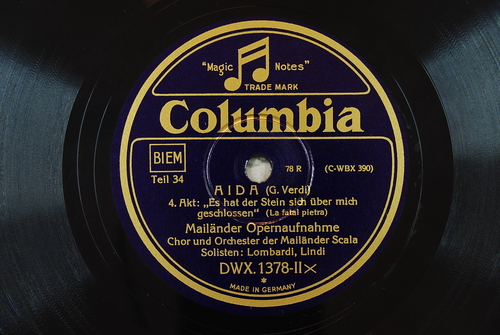 "Magic Notes"
TRADE MARK
Columbia
BIEM
Teil 34
78 R (C-WBX 390)
AIDA (G. Verdi)
4. Akt: „Es hat der Stein sich über mich
geschlossen“ (La fatal pietra)
Mailänder Opernaufnahme
Chor und Orchester der Mailänder Scala
Solisten: Lombardi, Lindi
DWX. 1378-II×
*
MADE IN GERMANY